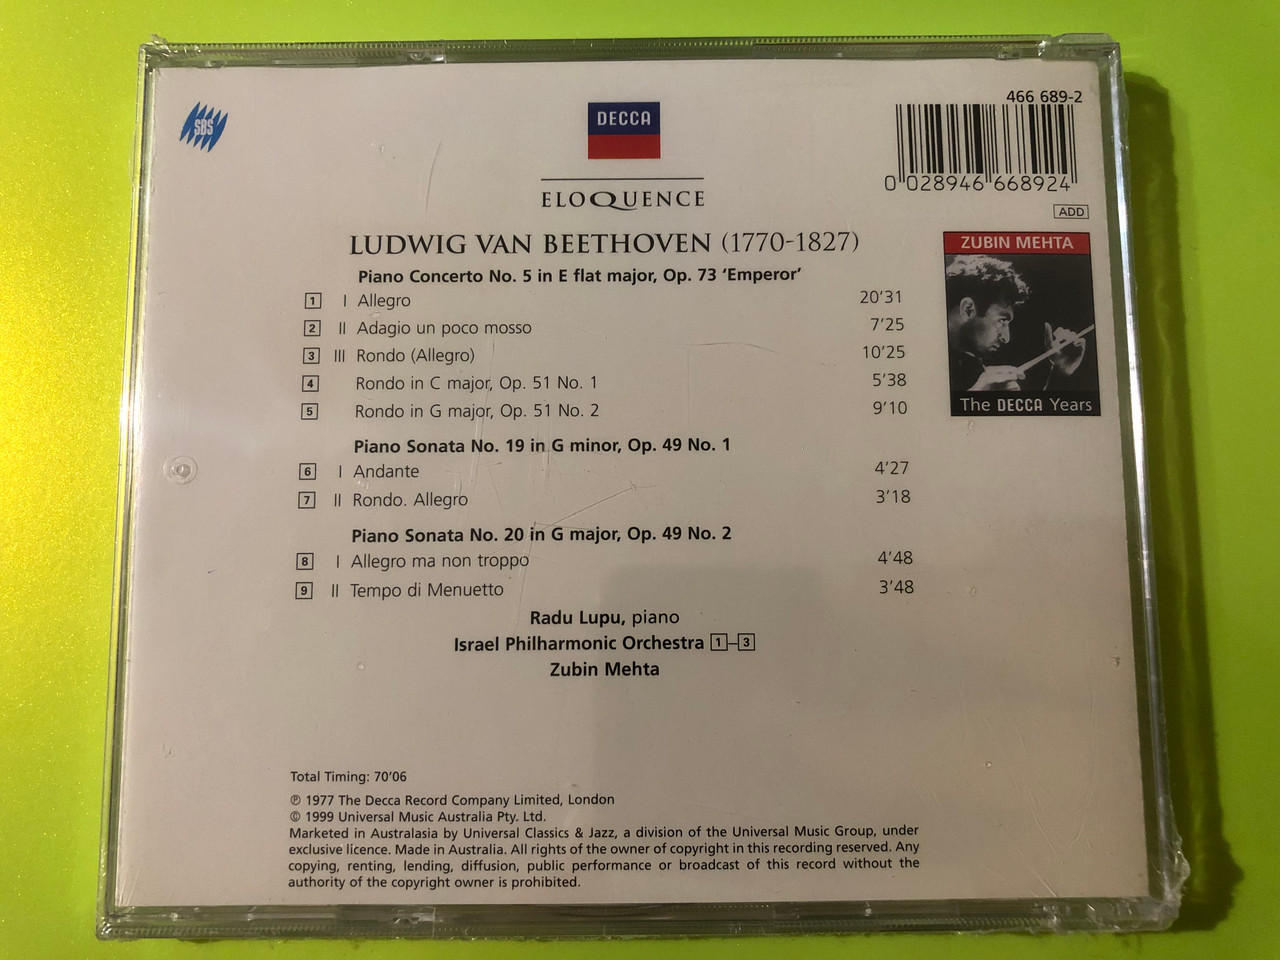 SBS
DECCA
ELOQUENCE
466 689-2
0 028946 668924
ADD
ZUBIN MEHTA
The DECCA Years
LUDWIG VAN BEETHOVEN (1770-1827)
Piano Concerto No. 5 in E flat major, Op. 73 ‘Emperor’
1 I Allegro 20’31
2 II Adagio un poco mosso 7’25
3 III Rondo (Allegro) 10’25
4 Rondo in C major, Op. 51 No. 1 5’38
5 Rondo in G major, Op. 51 No. 2 9’10
Piano Sonata No. 19 in G minor, Op. 49 No. 1
6 I Andante 4’27
7 II Rondo. Allegro 3’18
Piano Sonata No. 20 in G major, Op. 49 No. 2
8 I Allegro ma non troppo 4’48
9 II Tempo di Menuetto 3’48
Radu Lupu, piano
Israel Philharmonic Orchestra 1–3
Zubin Mehta
Total Timing: 70’06
℗ 1977 The Decca Record Company Limited, London
© 1999 Universal Music Australia Pty. Ltd.
Marketed in Australasia by Universal Classics & Jazz, a division of the Universal Music Group, under
exclusive licence. Made in Australia. All rights of the owner of copyright in this recording reserved. Any
copying, renting, lending, diffusion, public performance or broadcast of this record without the
authority of the copyright owner is prohibited.